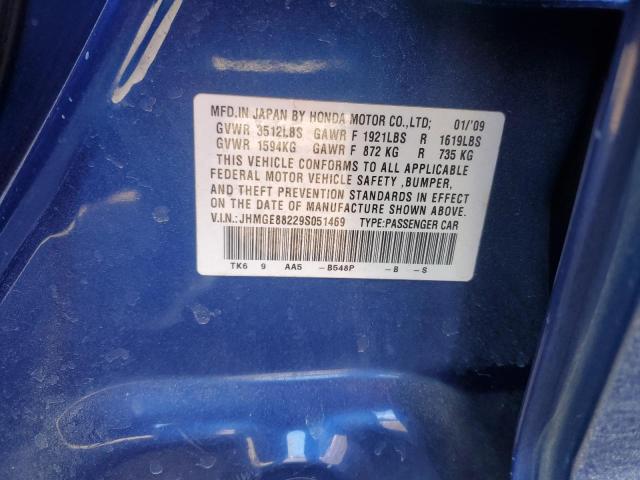 MFD.IN JAPAN BY HONDA MOTOR CO.,LTD; 01/'09
GVWR 3512LBS GAWR F 1921LBS R 1619LBS
GVWR 1594KG GAWR F 872 KG R 735 KG
THIS VEHICLE CONFORMS TO ALL APPLICABLE
FEDERAL MOTOR VEHICLE SAFETY ,BUMPER,
AND THEFT PREVENTION STANDARDS IN EFFECT
ON THE DATE OF MANUFACTURE SHOWN ABOVE.
V.I.N.:JHMGE88229S051469 TYPE:PASSENGER CAR
TK6 9 AA5 -B548P -B -S